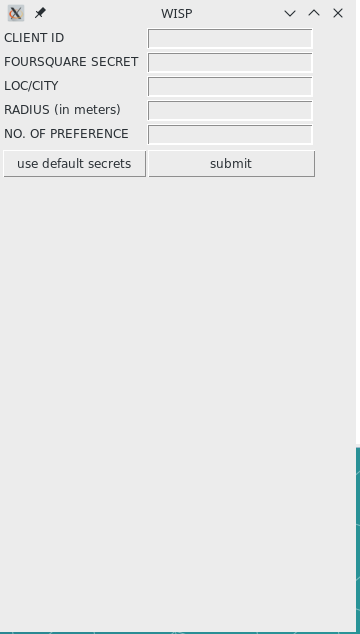 WISP
CLIENT ID
FOURSQUARE SECRET
LOC/CITY
RADIUS (in meters)
NO. OF PREFERENCE
use default secrets submit